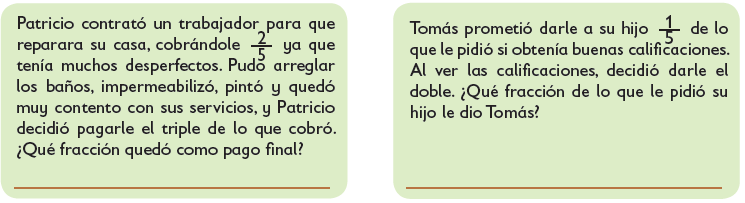 Patricio contrató un trabajador para que
reparara su casa, cobrándole 2/5 ya que
tenía muchos desperfectos. Pudo arreglar
los baños, impermeabilizó, pintó y quedó
muy contento con sus servicios, y Patricio
decidió pagarle el triple de lo que cobró.
¿Qué fracción quedó como pago final?
Tomás prometió darle a su hijo 1/5 de lo
que le pidió si obtenía buenas calificaciones.
Al ver las calificaciones, decidió darle el
doble. ¿Qué fracción de lo que le pidió su
hijo le dio Tomás?